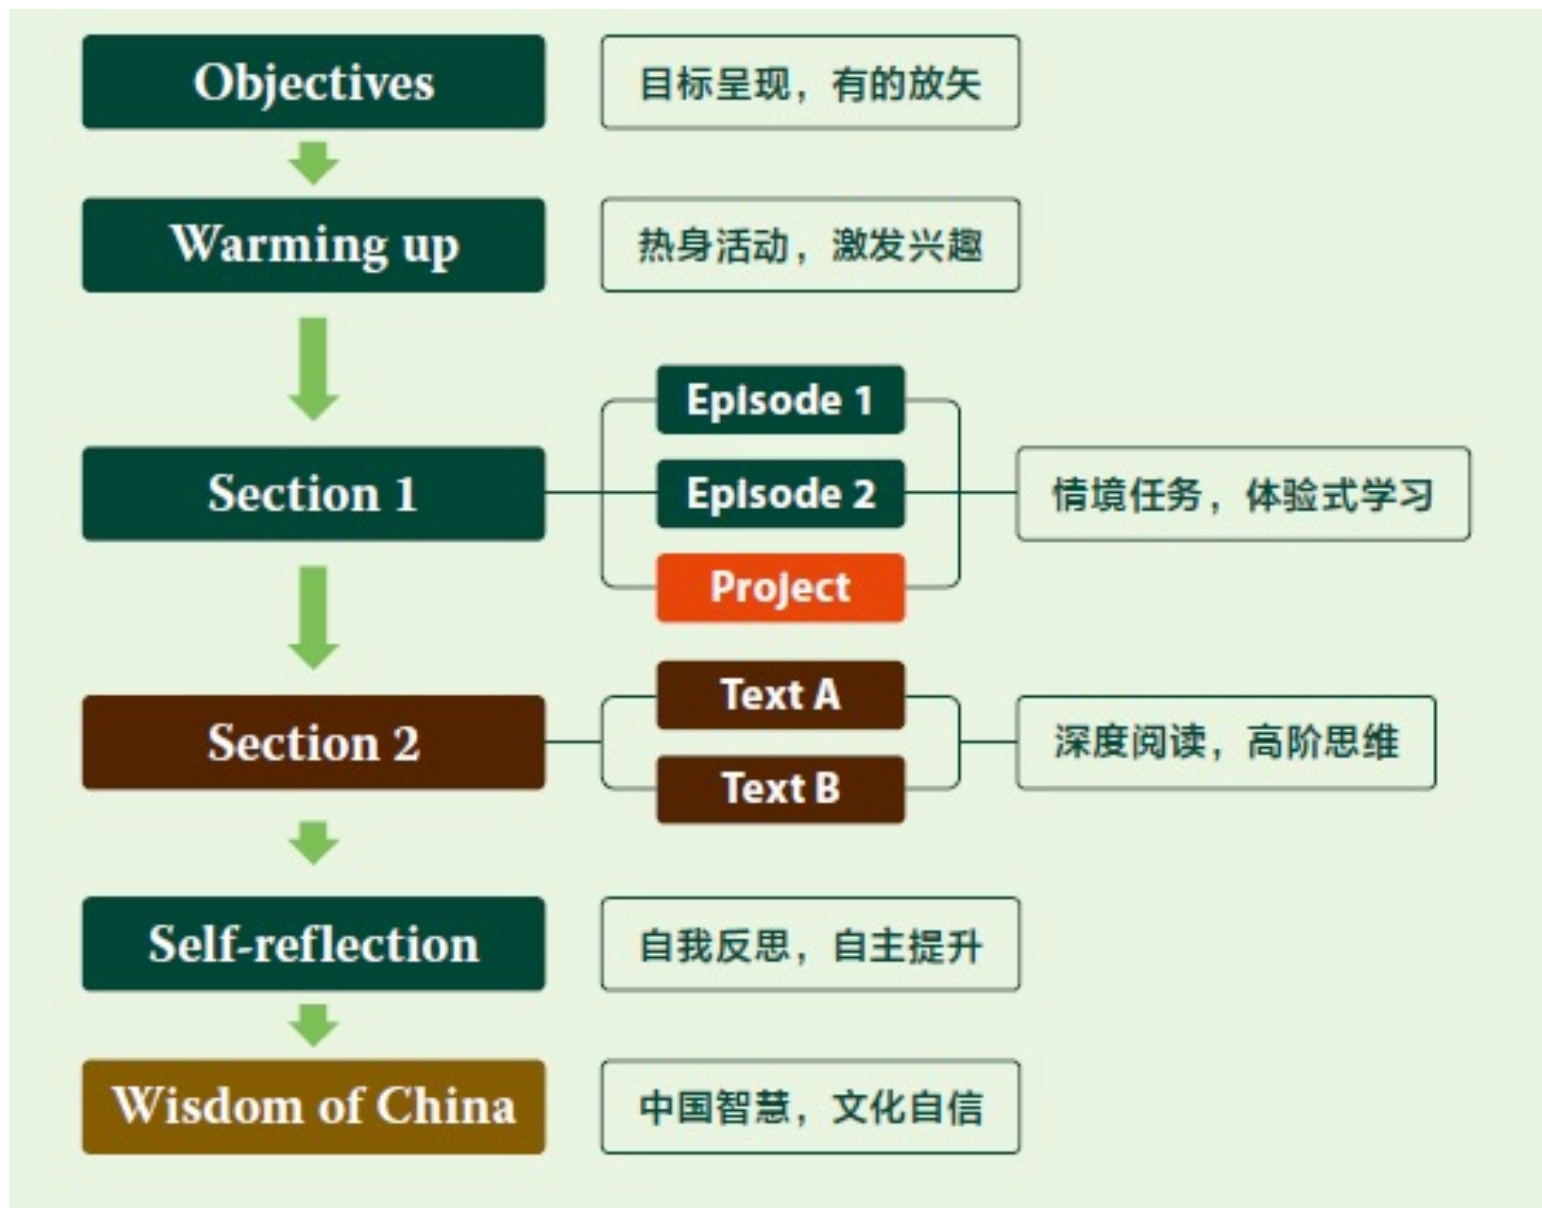 Objectives
目标呈现，有的放矢
Warming up
热身活动，激发兴趣
Section 1
Episode 1
Episode 2
Project
情境任务，体验式学习
Section 2
Text A
Text B
深度阅读，高阶思维
Self-reflection
自我反思，自主提升
Wisdom of China
中国智慧，文化自信